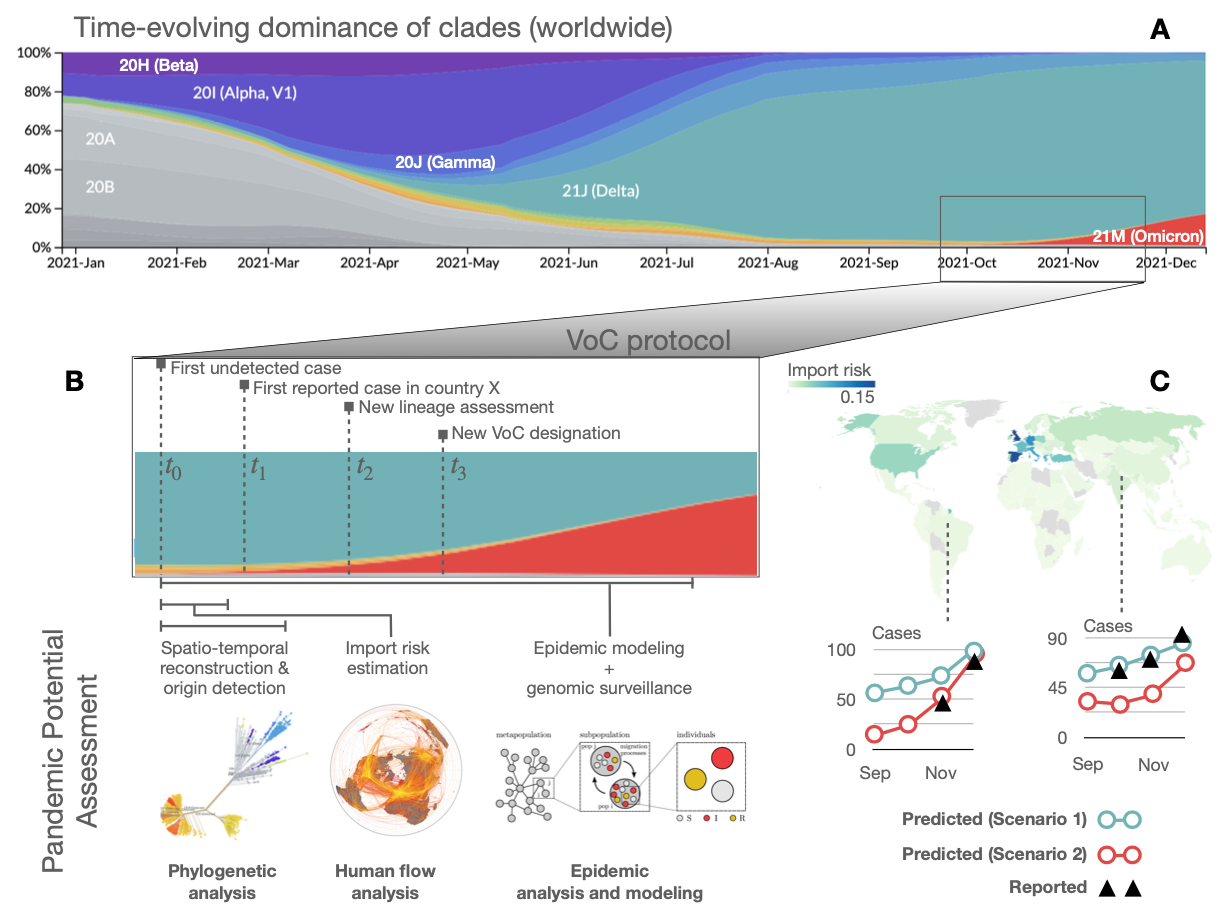 Time-evolving dominance of clades (worldwide)
A
100%
80%
60%
40%
20%
0%
20H (Beta)
20I (Alpha, V1)
20A
20B
20J (Gamma)
21J (Delta)
21M (Omicron)
2021-Jan 2021-Feb 2021-Mar 2021-Apr 2021-May 2021-Jun 2021-Jul 2021-Aug 2021-Sep 2021-Oct 2021-Nov 2021-Dec
VoC protocol
B
First undetected case
First reported case in country X
New lineage assessment
New VoC designation
t0 t1 t2 t3
Pandemic Potential
Assessment
Spatio-temporal
reconstruction &
origin detection
Import risk
estimation
Epidemic modeling
+
genomic surveillance
metapopulation
subpopulation
individuals
pop j
migration
processes
pop i
j
i
S I R
Phylogenetic
analysis
Human flow
analysis
Epidemic
analysis and modeling
C
Import risk
0.15
Cases
100
50
0
Sep Nov
Cases
90
45
0
Sep Nov
Predicted (Scenario 1)
Predicted (Scenario 2)
Reported